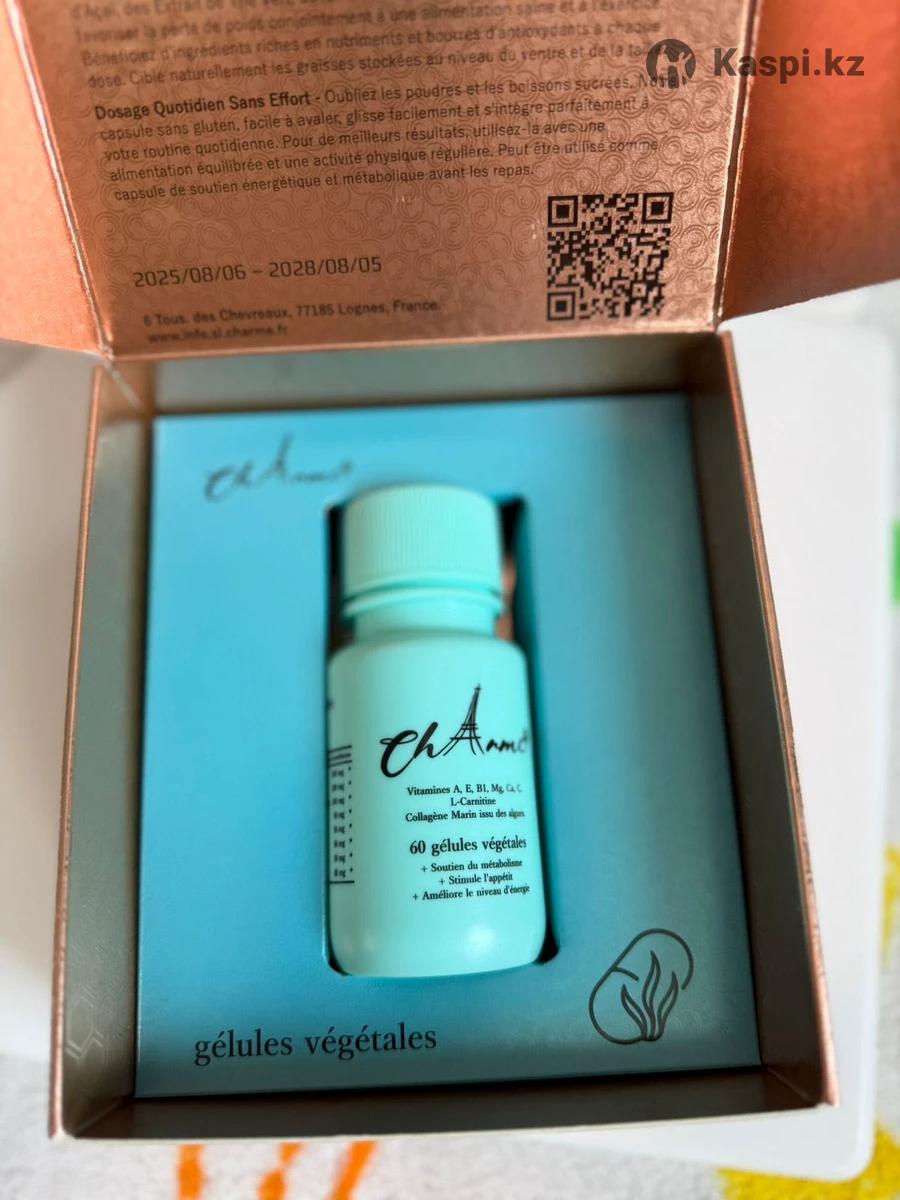 d'Açaï, des Extrait de Thé vert,
favoriser la perte de poids conjointement à une alimentation saine et à l'exercice.
Bénéficiez d'ingrédients riches en nutriments et bourrés d'antioxydants à chaque
dose. Cible naturellement les graisses stockées au niveau du ventre et de la
Kaspi.kz
Dosage Quotidien Sans Effort - Oubliez les poudres et les boissons sucrées. Notre
capsule sans gluten, facile à avaler, glisse facilement et s'intègre parfaitement à
votre routine quotidienne. Pour de meilleurs résultats, utilisez-la avec une
alimentation équilibrée et une activité physique régulière. Peut être utilisé comme
capsule de soutien énergétique et métabolique avant les repas.
2025/08/06 – 2028/08/05
6 Tous. des Chevreaux, 77185 Lognes, France.
www.info.sl.charme.fr
ChArme
ChArme
Vitamines A, E, B1, Mg, Ca, C,
L-Carnitine
Collagène Marin issu des algues.
60 gélules végétales
+ Soutien du métabolisme
+ Stimule l'appétit
+ Améliore le niveau d'énergie
gélules végétales